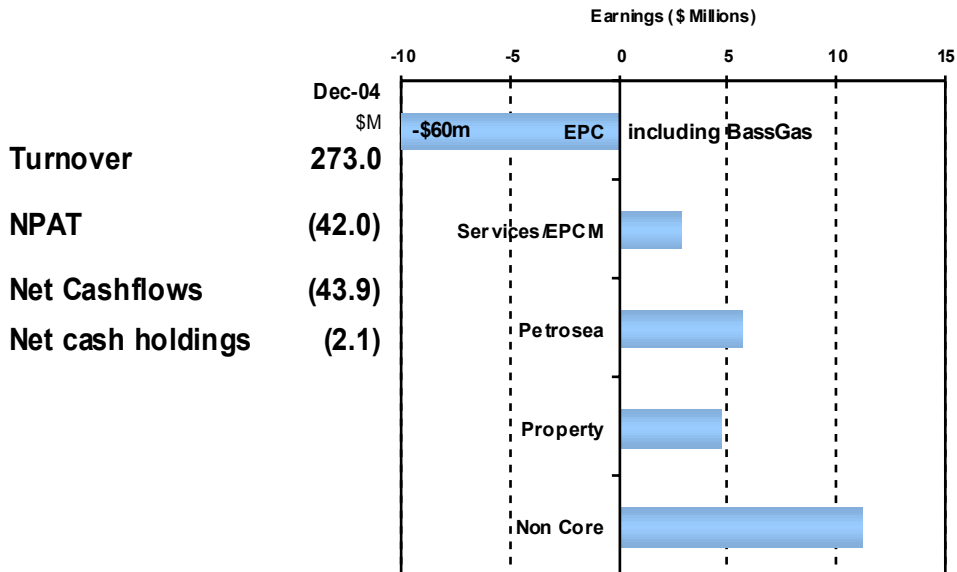 Earnings ($ Millions)
-10 -5 0 5 10 15
Dec-04
$M
-$60m EPC including BassGas
Turnover 273.0
NPAT (42.0)
Services/EPCM
Net Cashflows (43.9)
Net cash holdings (2.1)
Petrosea
Property
Non Core